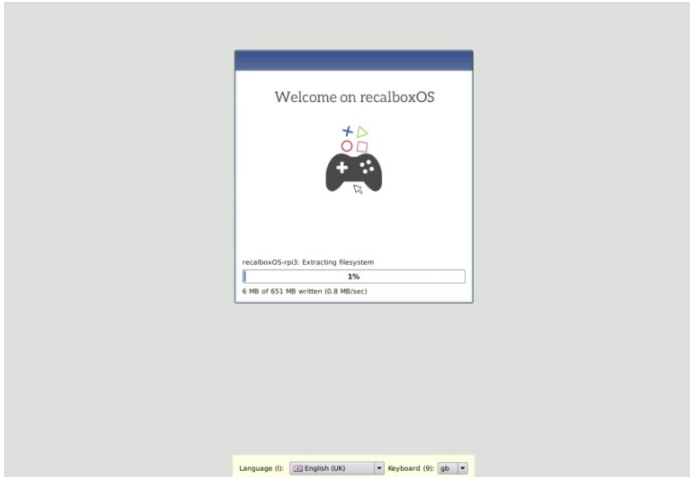 Welcome on recalboxOS
recalboxOS-rpi3: Extracting filesystem
1%
6 MB of 651 MB written (0.8 MB/sec)
Language (l): English (UK) Keyboard (9): gb